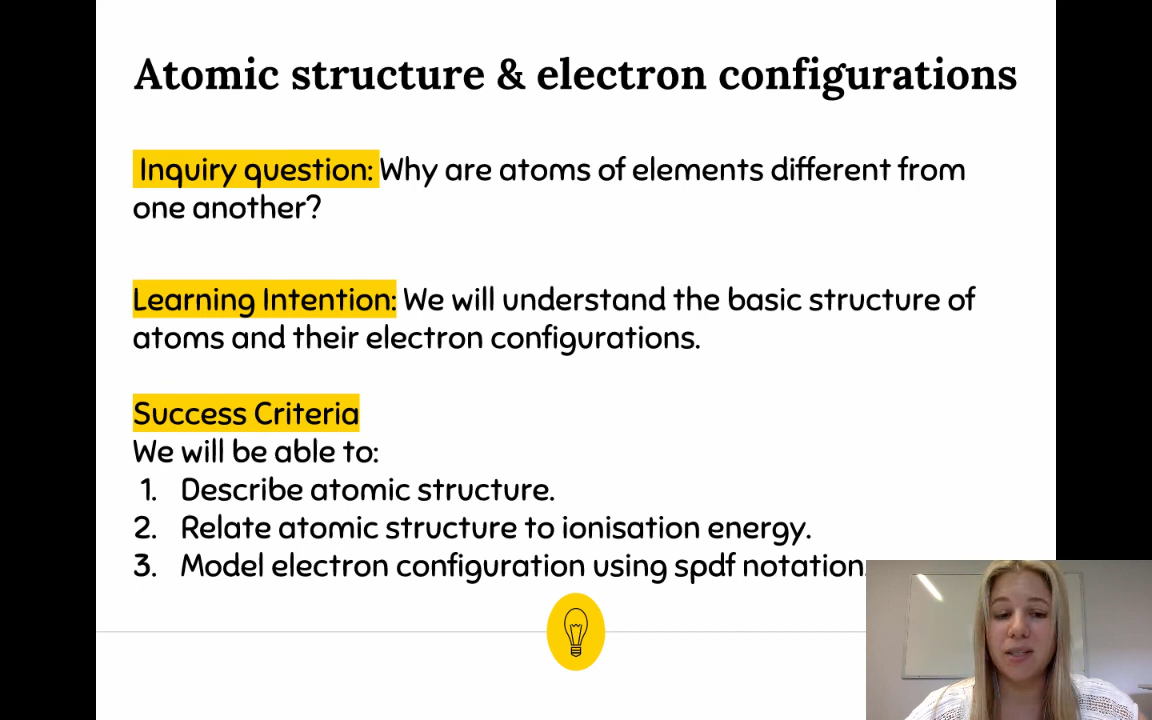 Atomic structure & electron configurations
Inquiry question: Why are atoms of elements different from
one another?
Learning Intention: We will understand the basic structure of
atoms and their electron configurations.
Success Criteria
We will be able to:
1. Describe atomic structure.
2. Relate atomic structure to ionisation energy.
3. Model electron configuration using spdf notation.